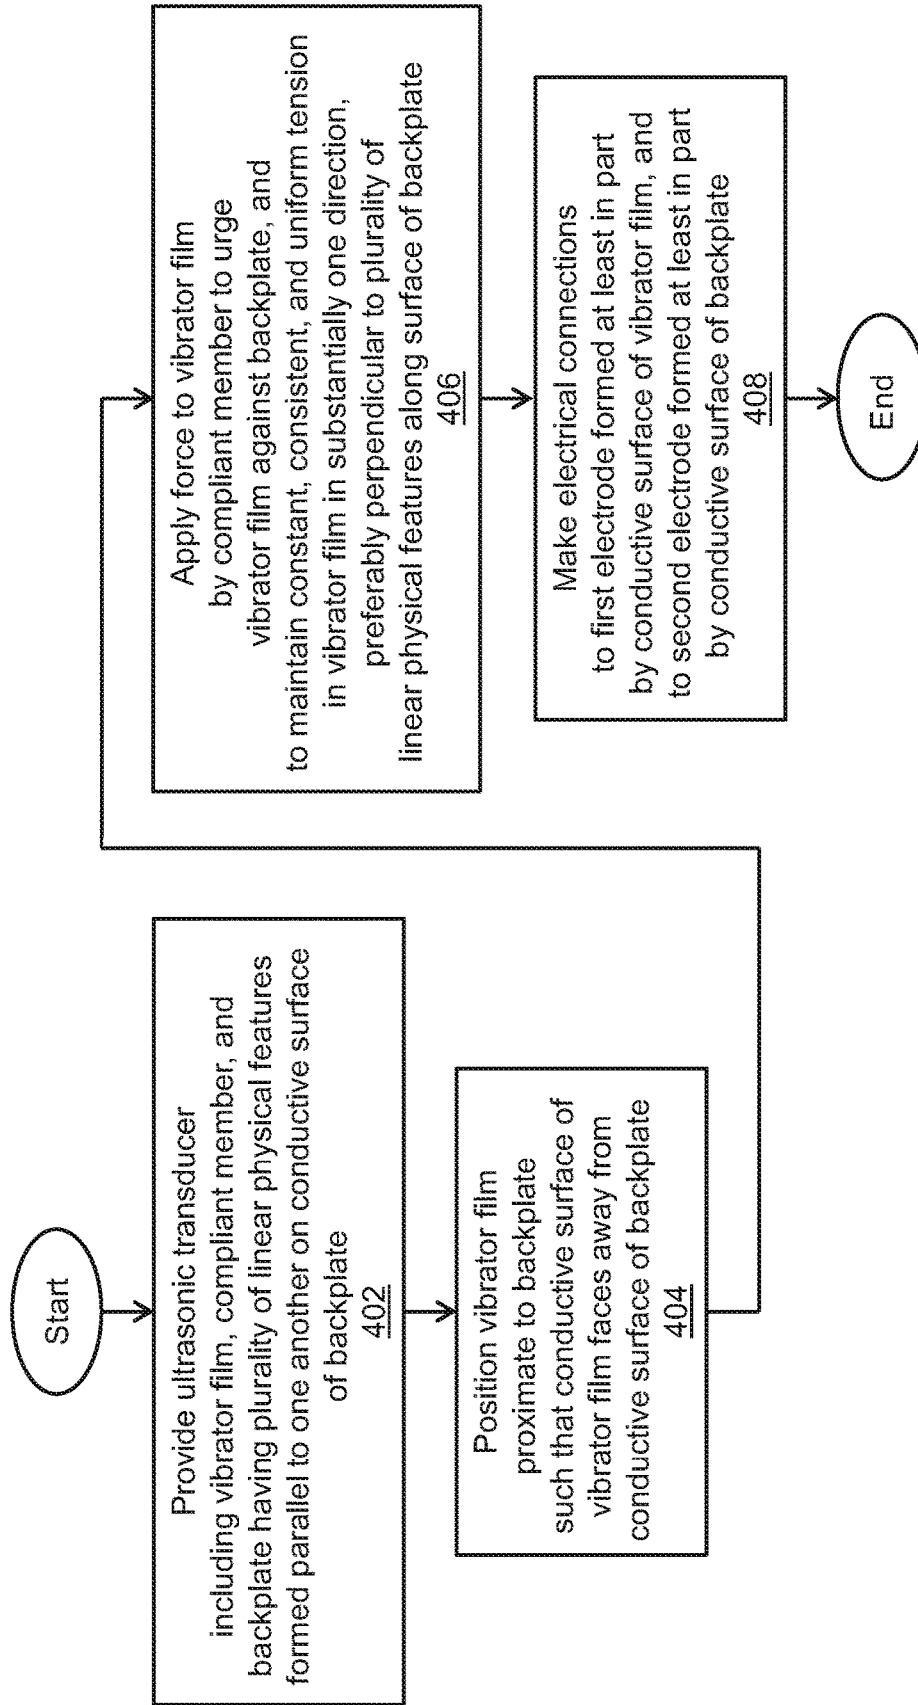 Start
Provide ultrasonic transducer
including vibrator film, compliant member, and
backplate having plurality of linear physical features
formed parallel to one another on conductive surface
of backplate
402
Position vibrator film
proximate to backplate
such that conductive surface of
vibrator film faces away from
conductive surface of backplate
404
Apply force to vibrator film
by compliant member to urge
vibrator film against backplate, and
to maintain constant, consistent, and uniform tension
in vibrator film in substantially one direction,
preferably perpendicular to plurality of
linear physical features along surface of backplate
406
Make electrical connections
to first electrode formed at least in part
by conductive surface of vibrator film, and
to second electrode formed at least in part
by conductive surface of backplate
408
End